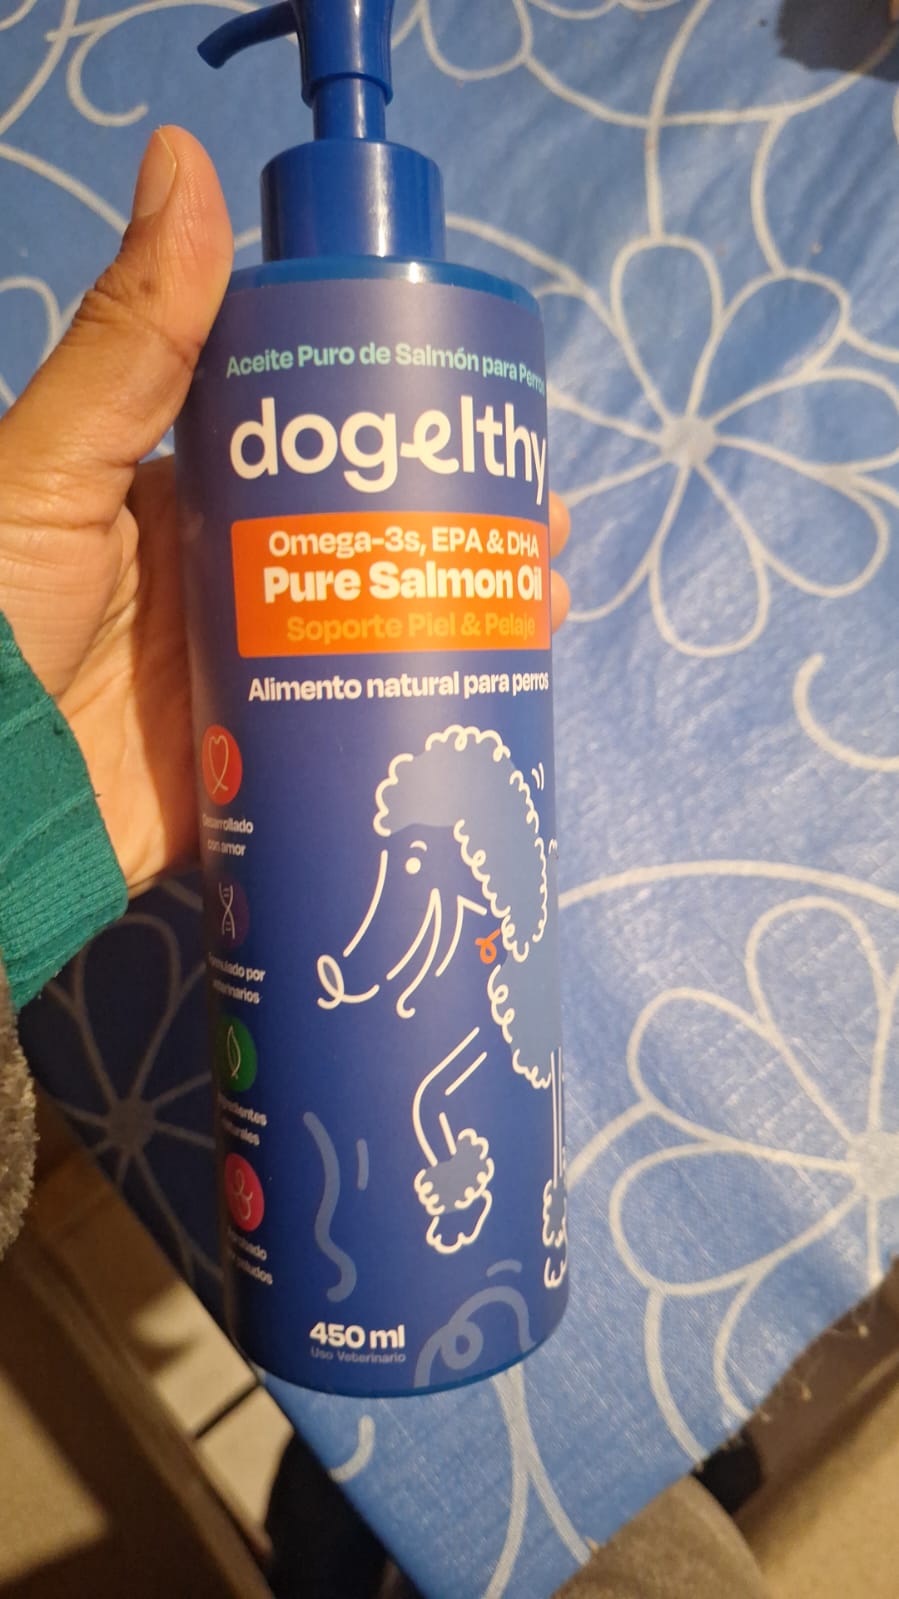 Aceite Puro de Salmón para Perros
dogelthy
Omega-3s, EPA & DHA
Pure Salmon Oil
Soporte Piel & Pelaje
Alimento natural para perros
Desarrollado
con amor
por
450 ml
Uso Veterinario